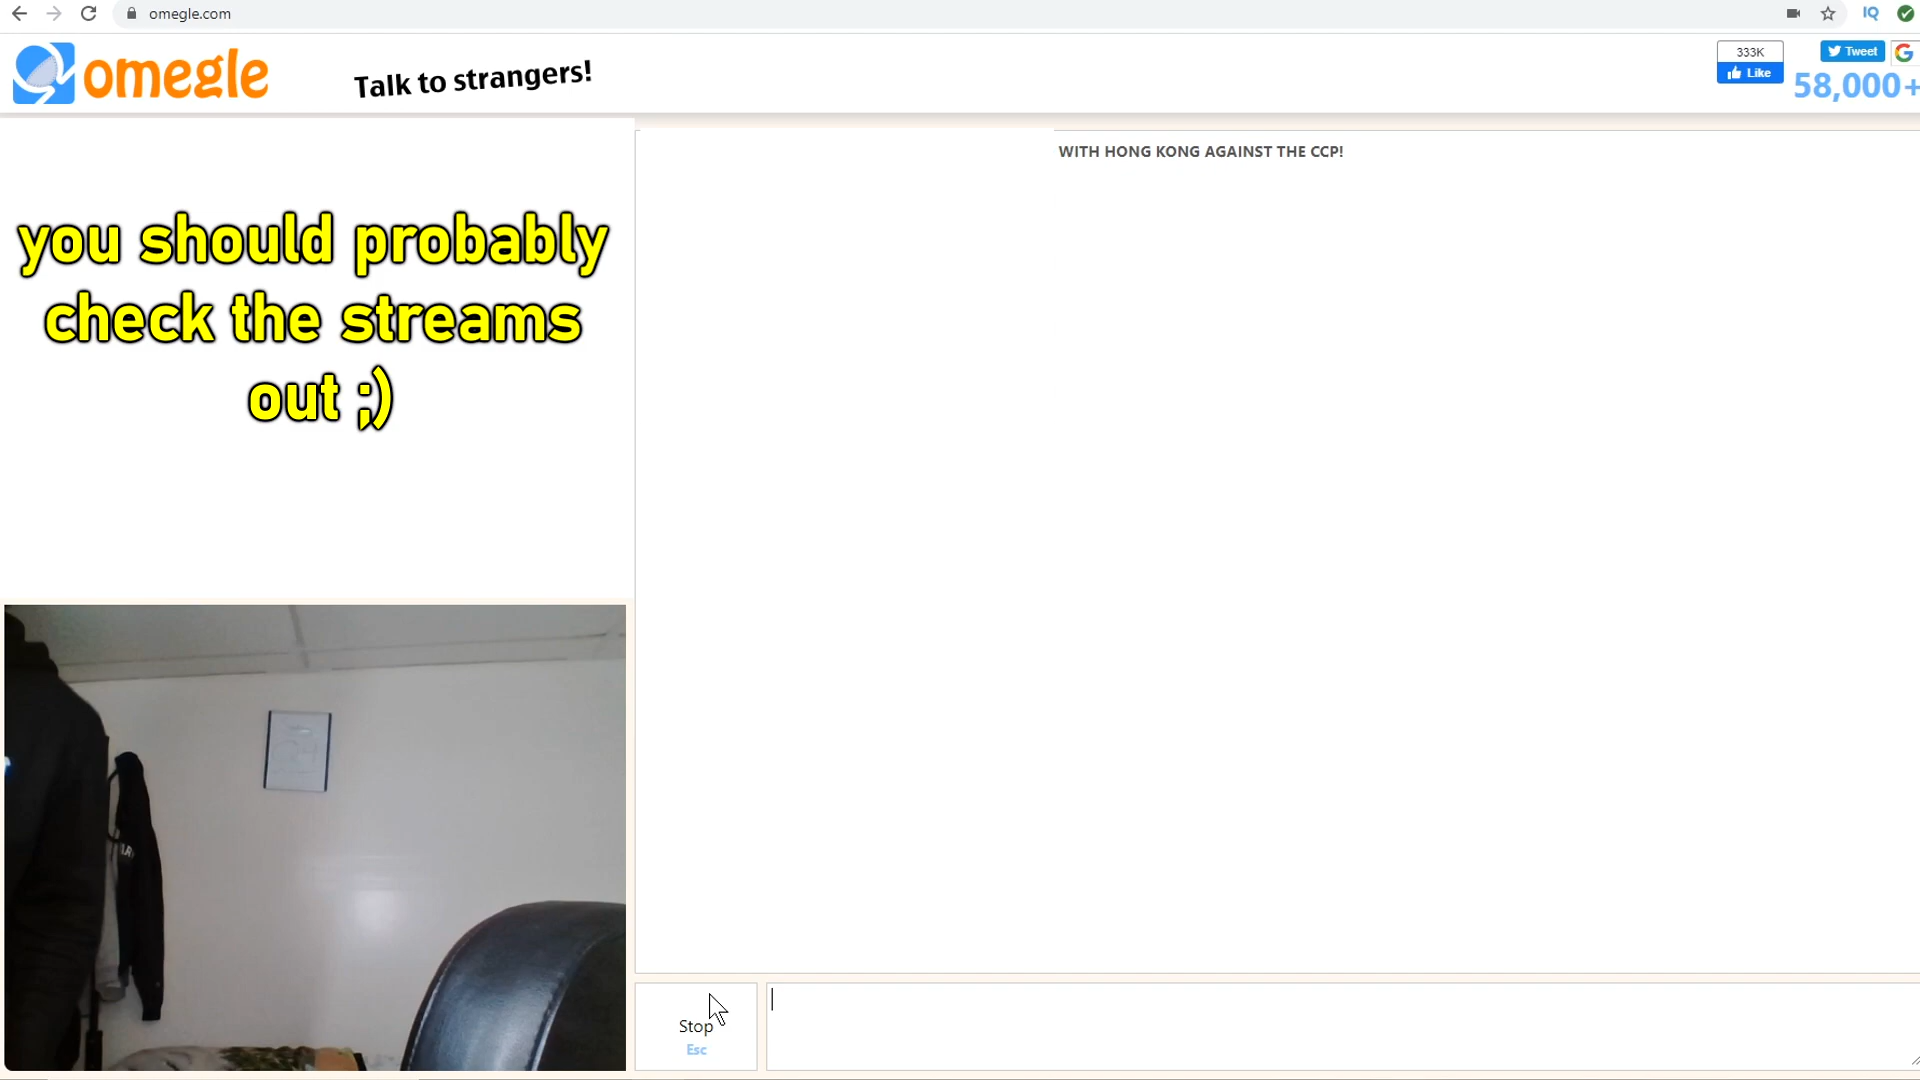 omegle.com
IQ
omegle
Talk to strangers!
333K
Like
Tweet
G
58,000+
WITH HONG KONG AGAINST THE CCP!
you should probably
check the streams
out ;)
Stop
Esc